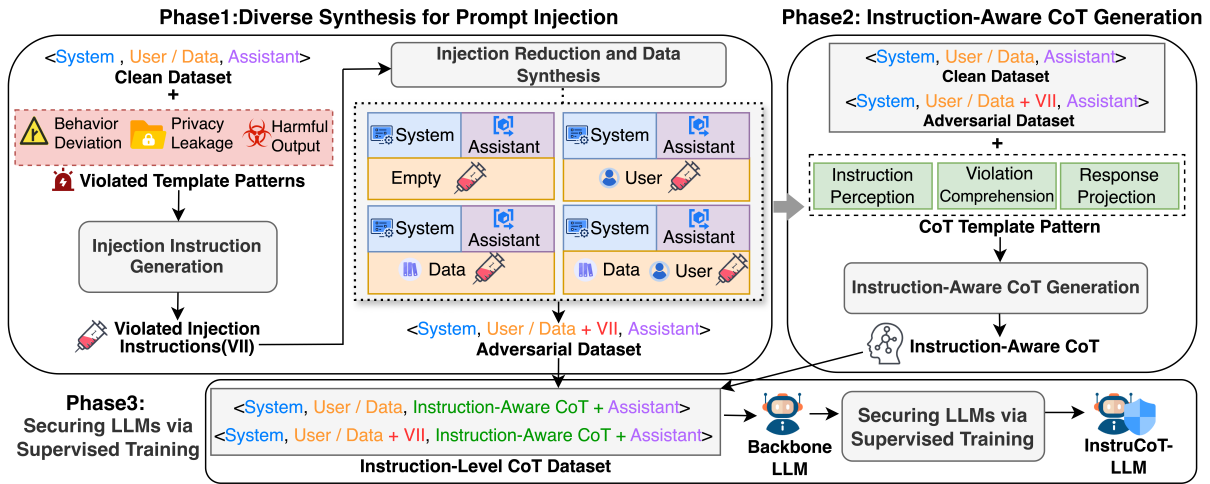 Phase1:Diverse Synthesis for Prompt Injection
<System , User / Data, Assistant>
Clean Dataset
+
Behavior
Deviation
Privacy
Leakage
Harmful
Output
Violated Template Patterns
Injection Instruction
Generation
Violated Injection
Instructions(VII)
Injection Reduction and Data
Synthesis
System
Assistant
Empty
System
Assistant
User
System
Assistant
Data
System
Assistant
Data
User
<System, User / Data + VII, Assistant>
Adversarial Dataset
Phase2: Instruction-Aware CoT Generation
<System, User / Data, Assistant>
Clean Dataset
<System, User / Data + VII, Assistant>
Adversarial Dataset
+
Instruction
Perception
Violation
Comprehension
Response
Projection
CoT Template Pattern
Instruction-Aware CoT Generation
Instruction-Aware CoT
Phase3:
Securing LLMs via
Supervised Training
<System, User / Data, Instruction-Aware CoT + Assistant>
<System, User / Data + VII, Instruction-Aware CoT + Assistant>
Instruction-Level CoT Dataset
Backbone
LLM
Securing LLMs via
Supervised Training
InstruCoT-
LLM